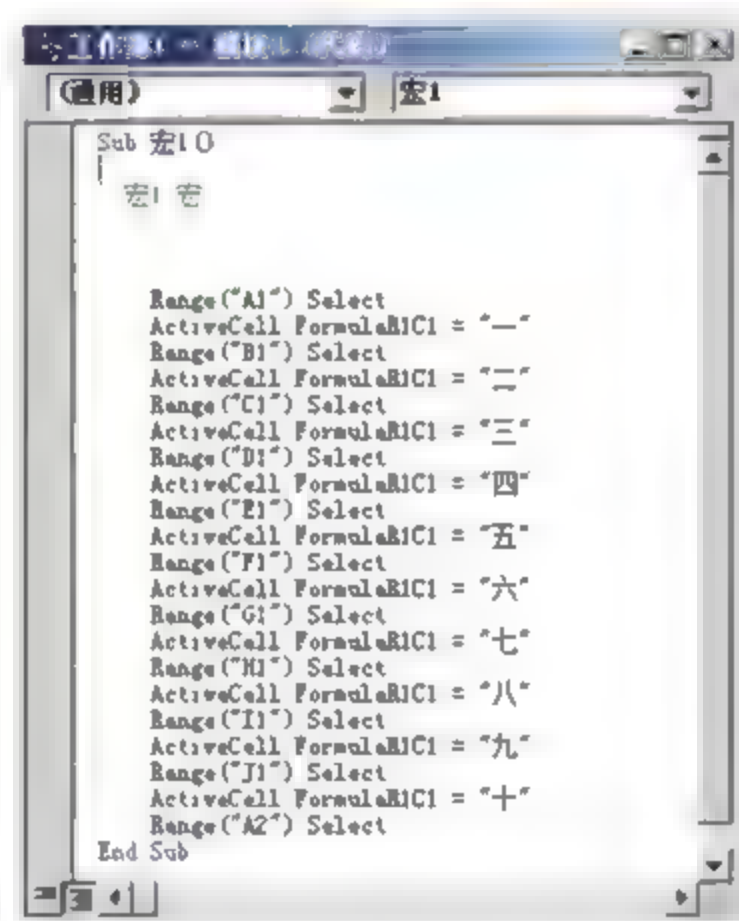 (通用) 宏1
Sub 宏1()
宏1 宏
Range("A1") Select
ActiveCell FormulaR1C1 = "一"
Range("B1") Select
ActiveCell FormulaR1C1 = "二"
Range("C1") Select
ActiveCell FormulaR1C1 = "三"
Range("D1") Select
ActiveCell FormulaR1C1 = "四"
Range("E1") Select
ActiveCell FormulaR1C1 = "五"
Range("F1") Select
ActiveCell FormulaR1C1 = "六"
Range("G1") Select
ActiveCell FormulaR1C1 = "七"
Range("H1") Select
ActiveCell FormulaR1C1 = "八"
Range("I1") Select
ActiveCell FormulaR1C1 = "九"
Range("J1") Select
ActiveCell FormulaR1C1 = "十"
Range("A2") Select
End Sub